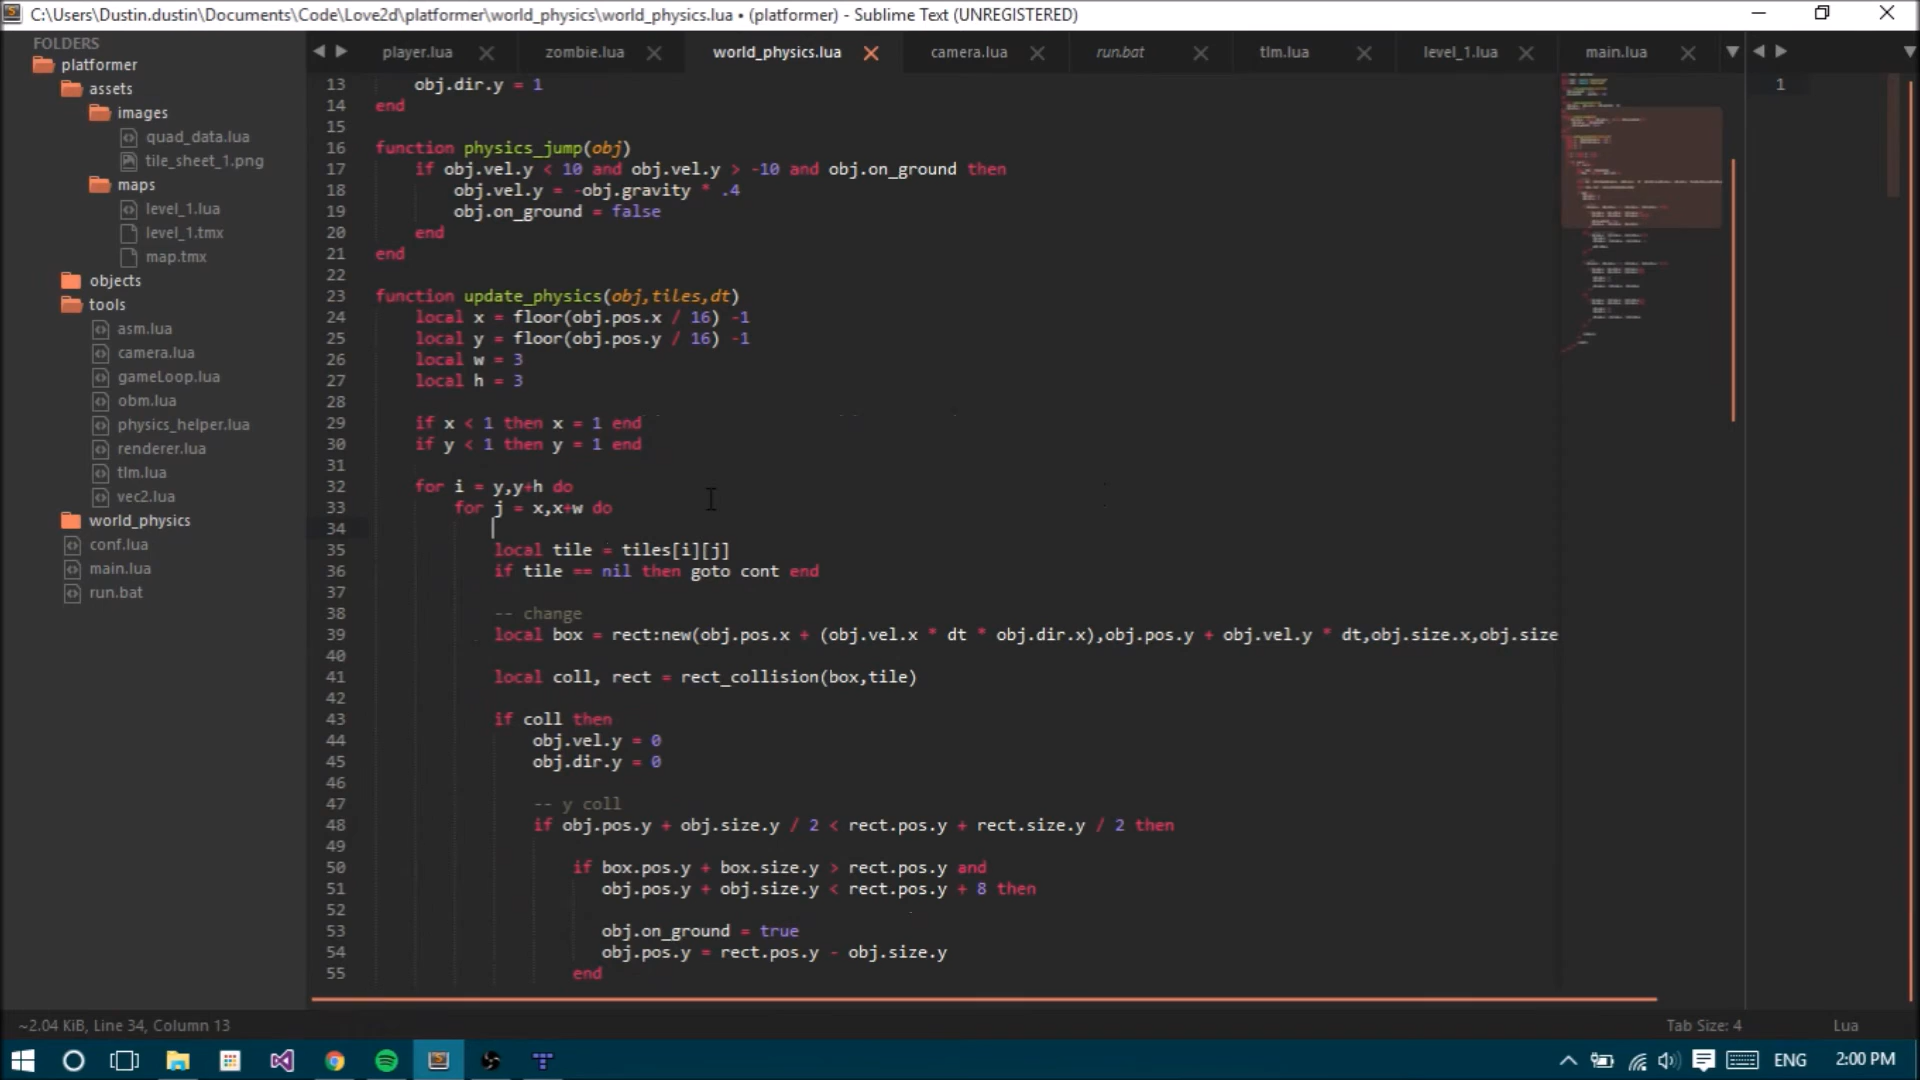 C:\Users\Dustin.dustin\Documents\Code\Love2d\platformer\world_physics\world_physics.lua • (platformer) - Sublime Text (UNREGISTERED)
FOLDERS
platformer
assets
images
quad_data.lua
tile_sheet_1.png
maps
level_1.lua
level_1.tmx
map.tmx
objects
tools
asm.lua
camera.lua
gameLoop.lua
obm.lua
physics_helper.lua
renderer.lua
tlm.lua
vec2.lua
world_physics
conf.lua
main.lua
run.bat
player.lua zombie.lua world_physics.lua camera.lua run.bat tlm.lua level_1.lua main.lua
13 obj.dir.y = 1
14 end
15
16 function physics_jump(obj)
17 if obj.vel.y < 10 and obj.vel.y > -10 and obj.on_ground then
18 obj.vel.y = -obj.gravity * .4
19 obj.on_ground = false
20 end
21 end
22
23 function update_physics(obj,tiles,dt)
24 local x = floor(obj.pos.x / 16) -1
25 local y = floor(obj.pos.y / 16) -1
26 local w = 3
27 local h = 3
28
29 if x < 1 then x = 1 end
30 if y < 1 then y = 1 end
31
32 for i = y,y+h do
33 for j = x,x+w do
34
35 local tile = tiles[i][j]
36 if tile == nil then goto cont end
37
38 -- change
39 local box = rect:new(obj.pos.x + (obj.vel.x * dt * obj.dir.x),obj.pos.y + obj.vel.y * dt,obj.size.x,obj.size
40
41 local coll, rect = rect_collision(box,tile)
42
43 if coll then
44 obj.vel.y = 0
45 obj.dir.y = 0
46
47 -- y coll
48 if obj.pos.y + obj.size.y / 2 < rect.pos.y + rect.size.y / 2 then
49
50 if box.pos.y + box.size.y > rect.pos.y and
51 obj.pos.y + obj.size.y < rect.pos.y + 8 then
52
53 obj.on_ground = true
54 obj.pos.y = rect.pos.y - obj.size.y
55 end
1
~2.04 KiB, Line 34, Column 13
Tab Size: 4
Lua
ENG
2:00 PM